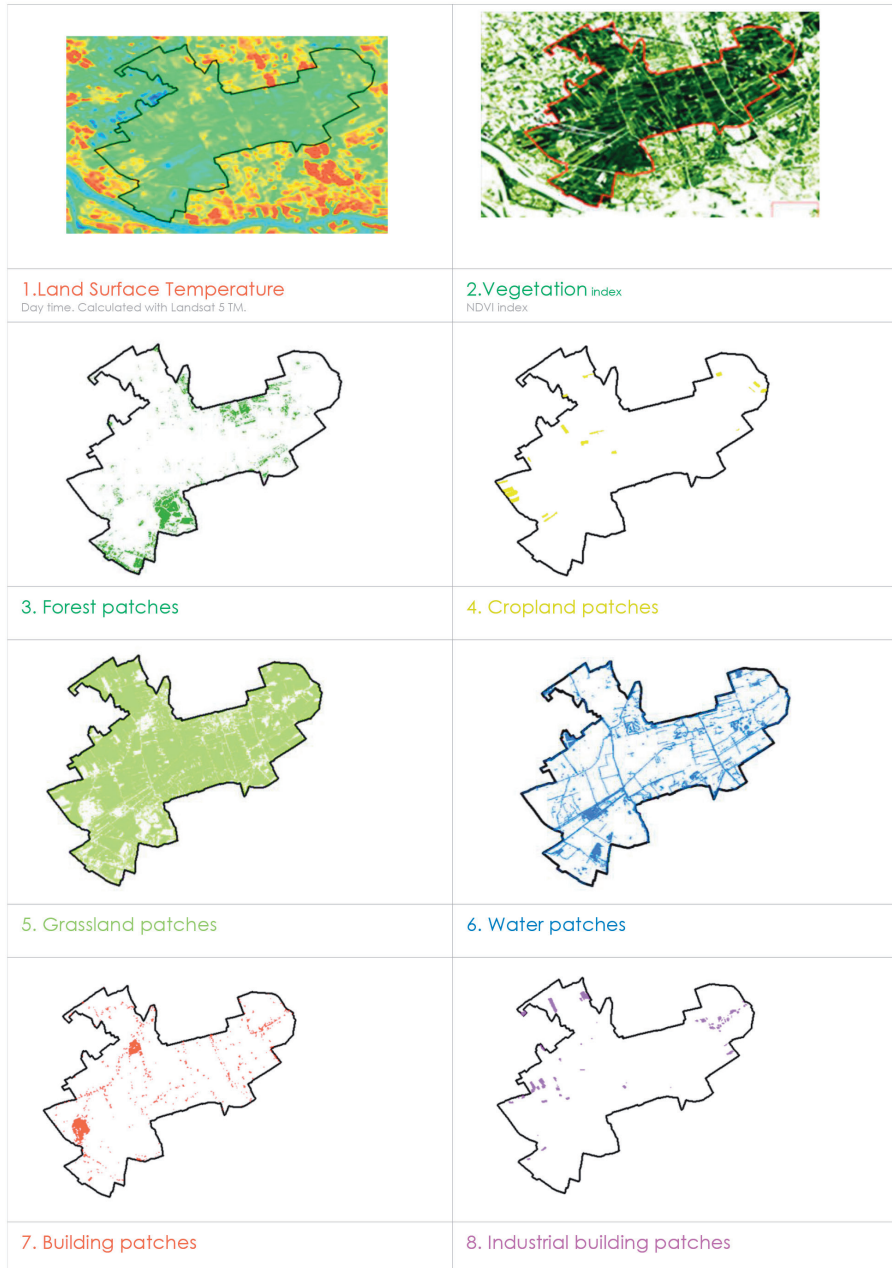 1.Land Surface Temperature
Day time. Calculated with Landsat 5 TM.
2.Vegetation index
NDVI index
3. Forest patches
4. Cropland patches
5. Grassland patches
6. Water patches
7. Building patches
8. Industrial building patches